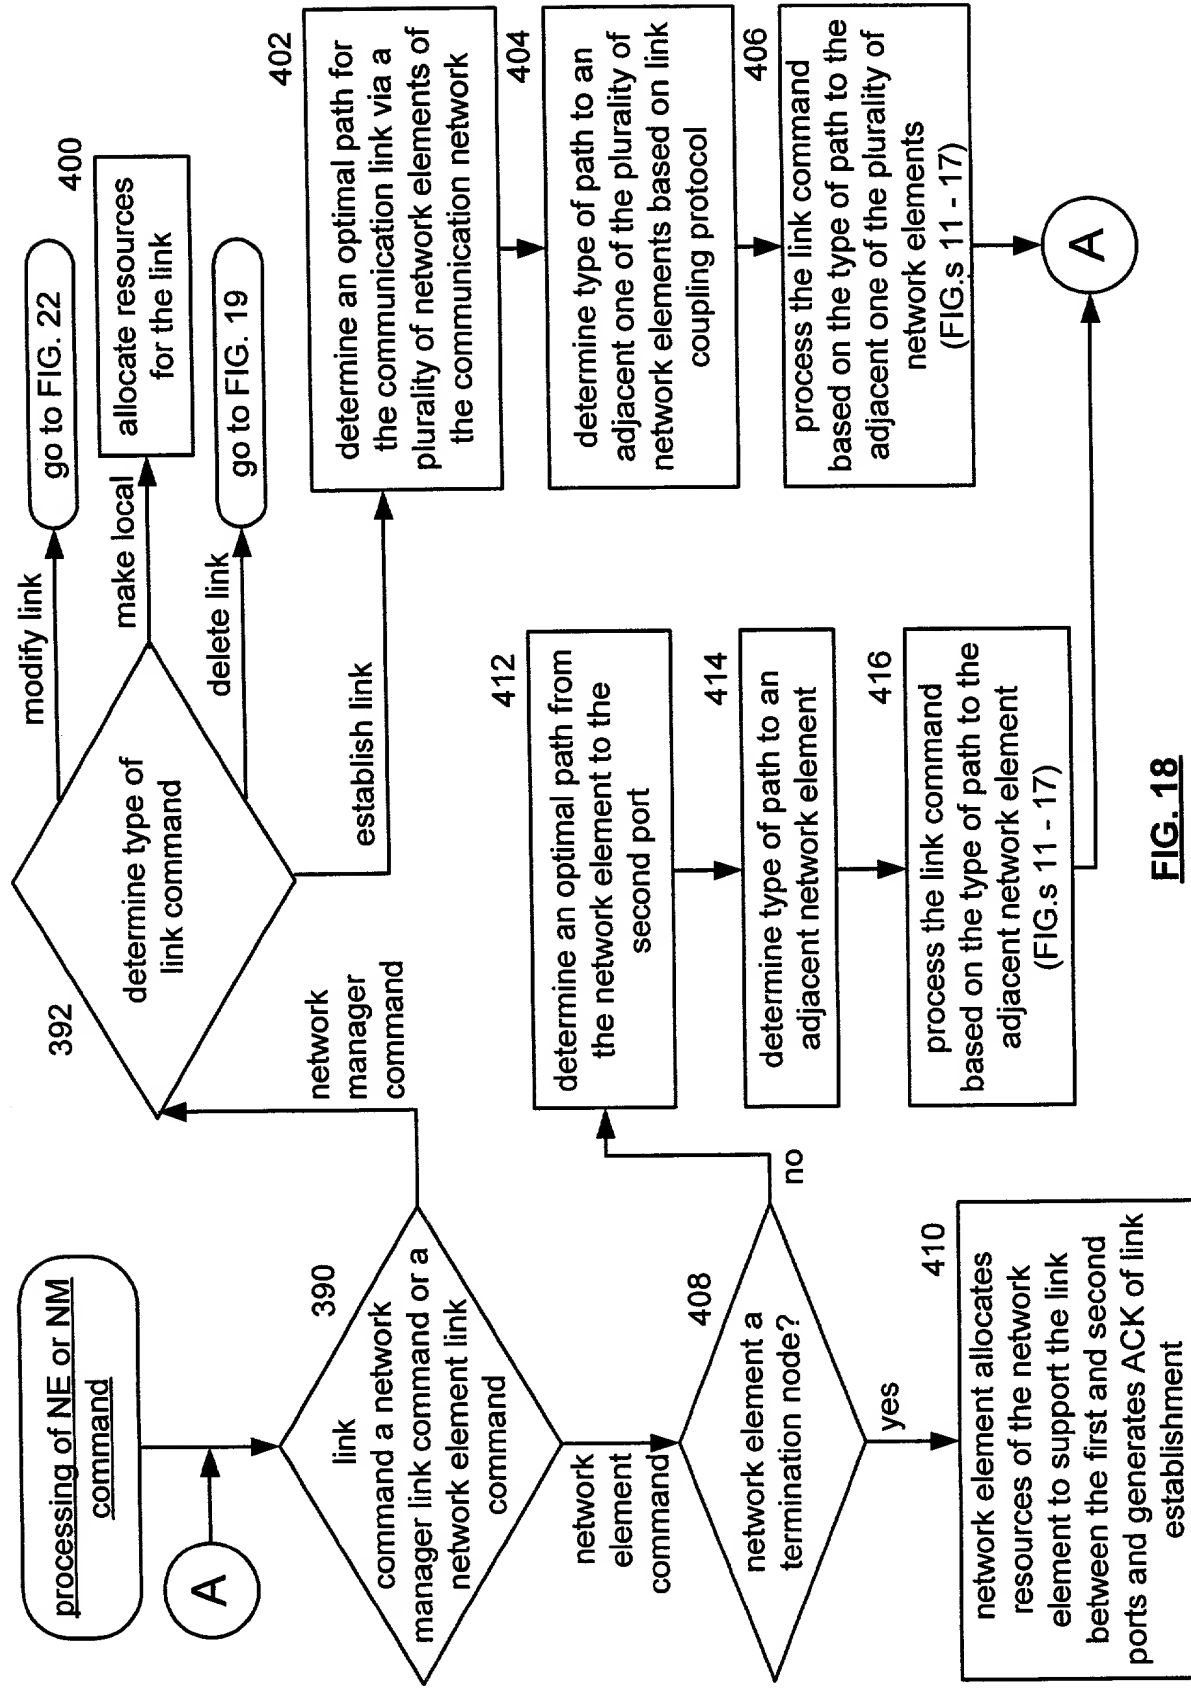 processing of NE or NM
command
A
390
link
command a network
manager link command or a
network element link
command
network
manager
command
392
determine type of
link command
modify link
go to FIG. 22
make local
400
allocate resources
for the link
delete link
go to FIG. 19
establish link
402
determine an optimal path for
the communication link via a
plurality of network elements of
the communication network
404
determine type of path to an
adjacent one of the plurality of
network elements based on link
coupling protocol
406
process the link command
based on the type of path to the
adjacent one of the plurality of
network elements
(FIG.s 11 - 17)
A
network
element
command
408
network element a
termination node?
no
412
determine an optimal path from
the network element to the
second port
414
determine type of path to an
adjacent network element
416
process the link command
based on the type of path to the
adjacent network element
(FIG.s 11 - 17)
yes
410
network element allocates
resources of the network
element to support the link
between the first and second
ports and generates ACK of link
establishment
FIG. 18